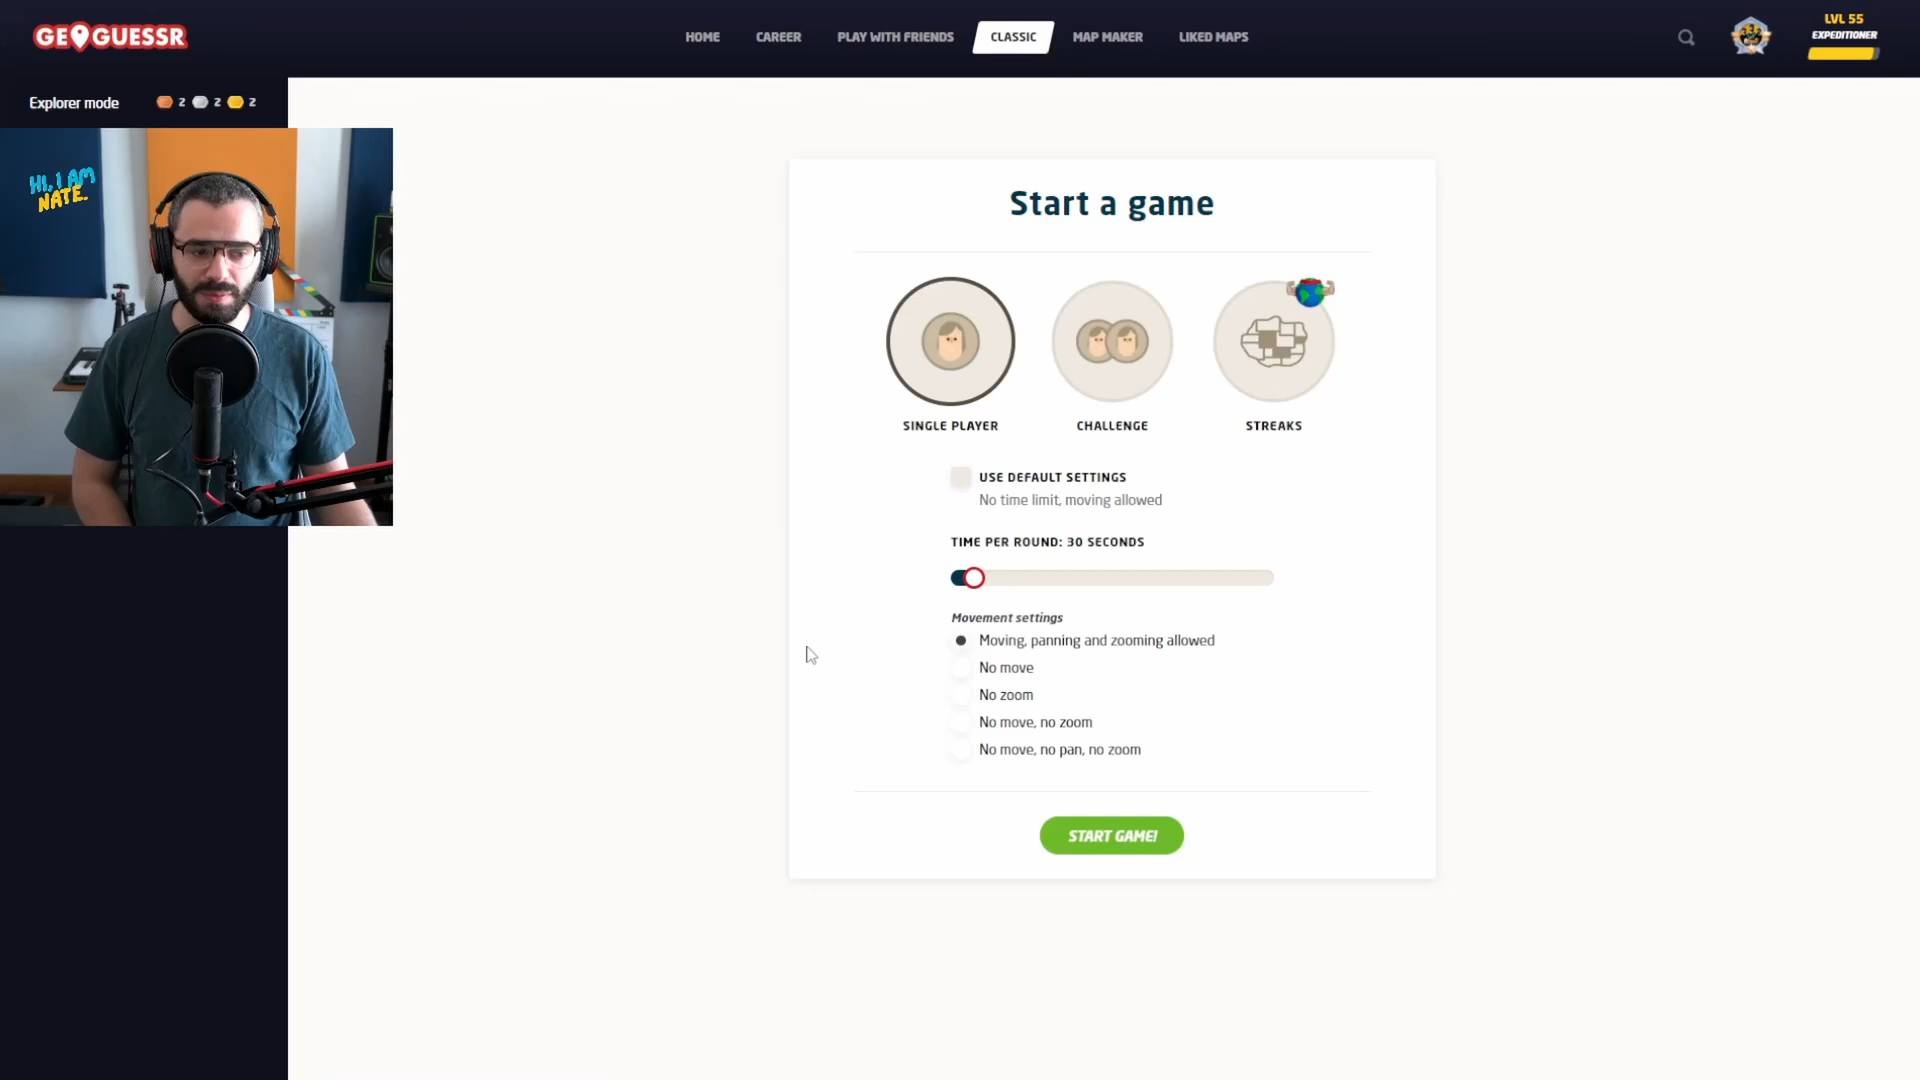 GEOGUESSR
HOME
CAREER
PLAY WITH FRIENDS
CLASSIC
MAP MAKER
LIKED MAPS
LVL 55
EXPEDITIONER
Explorer mode
2 2 2
HI, I AM
NATE.
Start a game
SINGLE PLAYER
CHALLENGE
STREAKS
USE DEFAULT SETTINGS
No time limit, moving allowed
TIME PER ROUND: 30 SECONDS
Movement settings
Moving, panning and zooming allowed
No move
No zoom
No move, no zoom
No move, no pan, no zoom
START GAME!